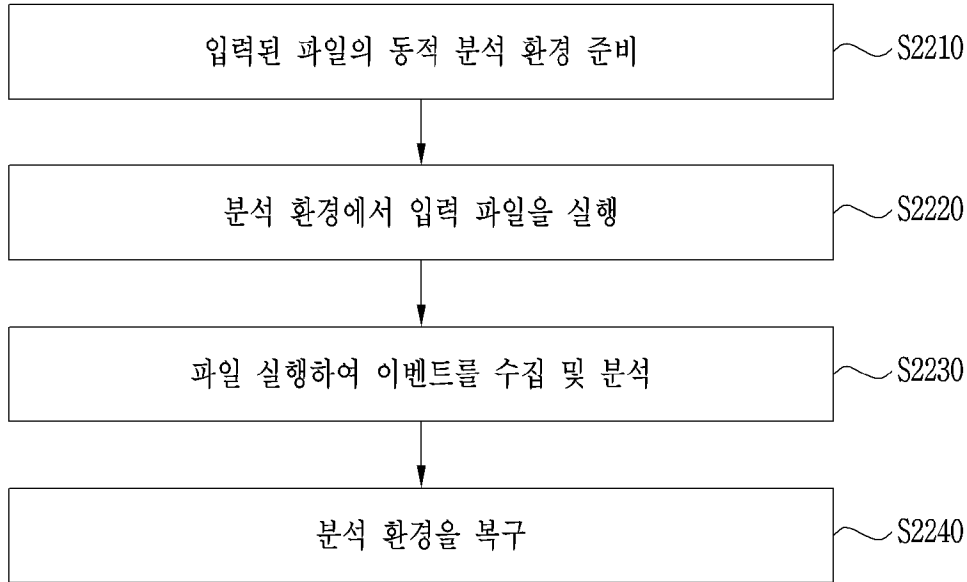 입력된 파일의 동적 분석 환경 준비
S2210
분석 환경에서 입력 파일을 실행
S2220
파일 실행하여 이벤트를 수집 및 분석
S2230
분석 환경을 복구
S2240